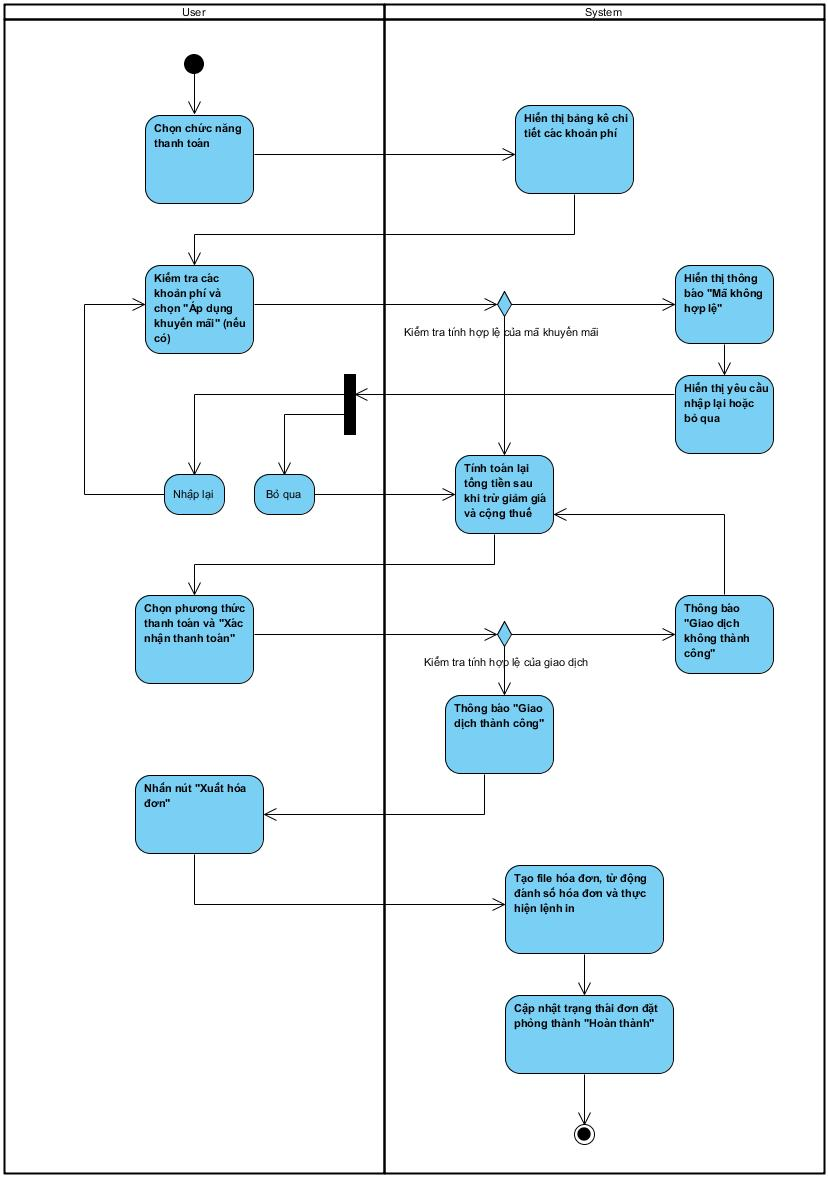 User
System
Chọn chức năng
thanh toán
Hiển thị bảng kê chi
tiết các khoản phí
Kiểm tra các
khoản phí và
chọn "Áp dụng
khuyến mãi" (nếu
có)
Hiển thị thông
báo "Mã không
hợp lệ"
Kiểm tra tính hợp lệ của mã khuyến mãi
Hiển thị yêu cầu
nhập lại hoặc
bỏ qua
Nhập lại
Bỏ qua
Tính toán lại
tổng tiền sau
khi trừ giảm giá
và cộng thuế
Chọn phương thức
thanh toán và "Xác
nhận thanh toán"
Thông báo
"Giao dịch
không thành
công"
Kiểm tra tính hợp lệ của giao dịch
Thông báo "Giao
dịch thành công"
Nhấn nút "Xuất hóa
đơn"
Tạo file hóa đơn, tự động
đánh số hóa đơn và thực
hiện lệnh in
Cập nhật trạng thái đơn đặt
phòng thành "Hoàn thành"